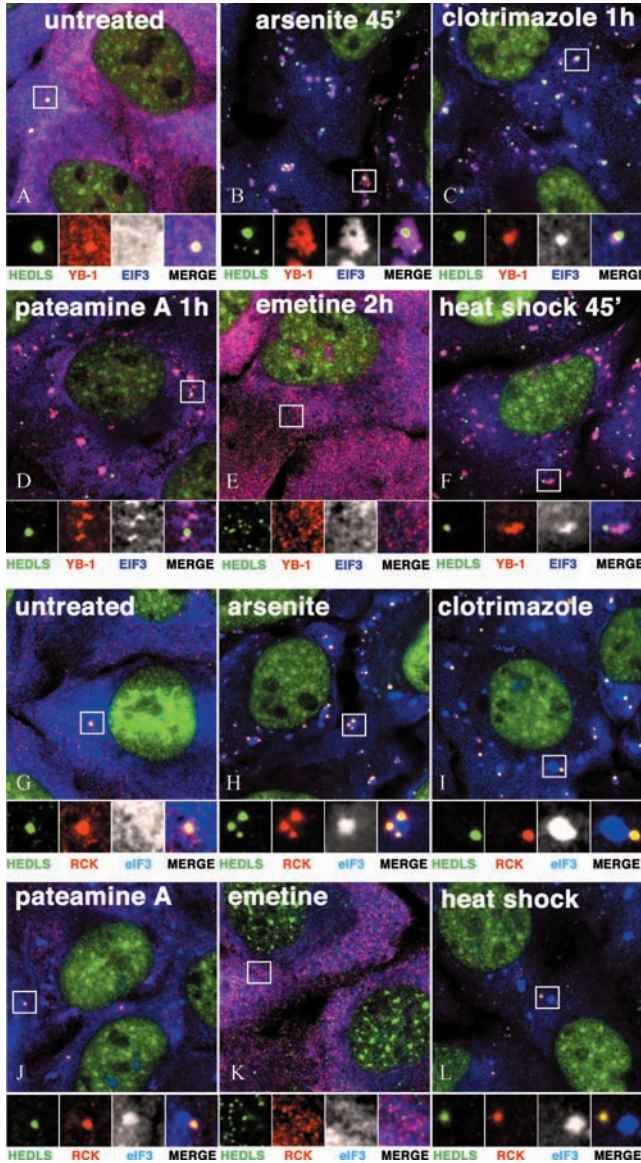 untreated arsenite 45' clotrimazole 1h
A B C
HEDLS YB-1 EIF3 MERGE HEDLS YB-1 EIF3 MERGE HEDLS YB-1 EIF3 MERGE
pateamine A 1h emetine 2h heat shock 45'
D E F
HEDLS YB-1 EIF3 MERGE HEDLS YB-1 EIF3 MERGE HEDLS YB-1 EIF3 MERGE
untreated arsenite clotrimazole
G H I
HEDLS RCK eIF3 MERGE HEDLS RCK eIF3 MERGE HEDLS RCK eIF3 MERGE
pateamine A emetine heat shock
J K L
HEDLS RCK eIF3 MERGE HEDLS RCK eIF3 MERGE HEDLS RCK eIF3 MERGE